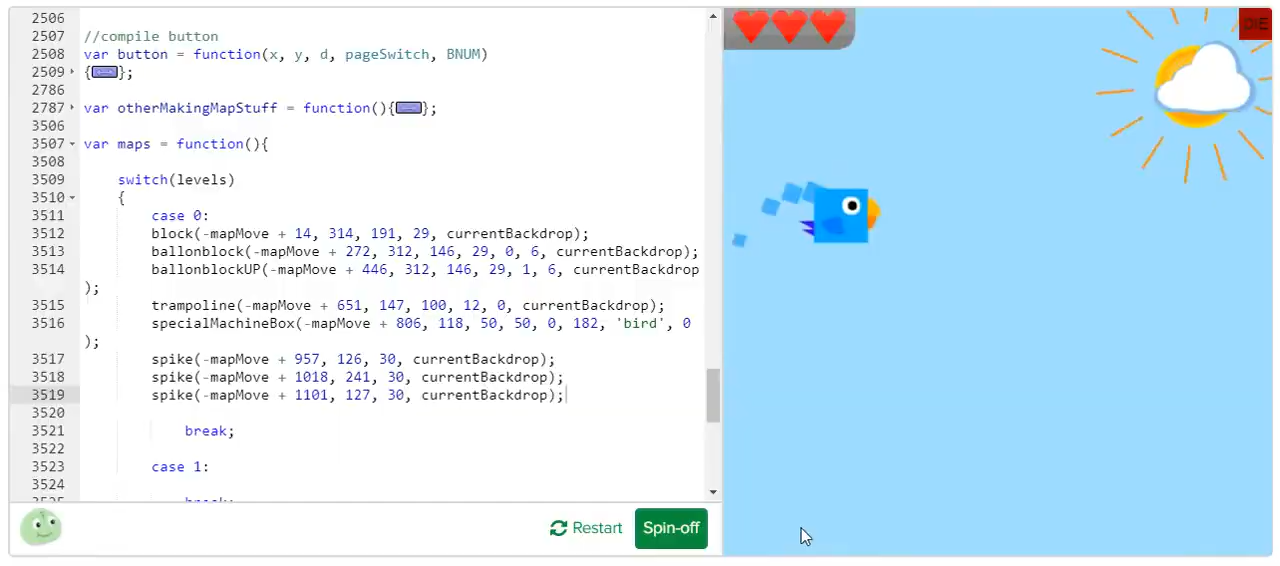 2506
2507 //compile button
2508 var button = function(x, y, d, pageSwitch, BNUM)
2509 {};
2786
2787 var otherMakingMapStuff = function(){};
3506
3507 var maps = function(){
3508
3509 switch(levels)
3510 {
3511 case 0:
3512 block(-mapMove + 14, 314, 191, 29, currentBackdrop);
3513 ballonblock(-mapMove + 272, 312, 146, 29, 0, 6, currentBackdrop);
3514 ballonblockUP(-mapMove + 446, 312, 146, 29, 1, 6, currentBackdrop
);
3515 trampoline(-mapMove + 651, 147, 100, 12, 0, currentBackdrop);
3516 specialMachineBox(-mapMove + 806, 118, 50, 50, 0, 182, 'bird', 0
);
3517 spike(-mapMove + 957, 126, 30, currentBackdrop);
3518 spike(-mapMove + 1018, 241, 30, currentBackdrop);
3519 spike(-mapMove + 1101, 127, 30, currentBackdrop);
3520
3521 break;
3522
3523 case 1:
3524
3525 break;
Restart
Spin-off
DIE